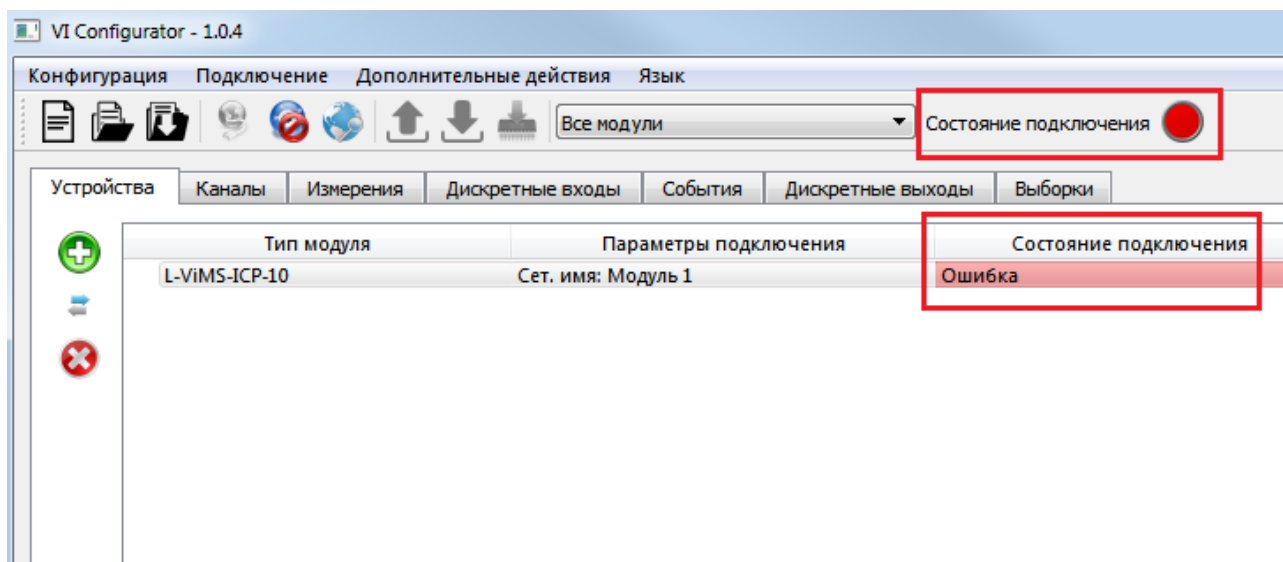 VI Configurator - 1.0.4
Конфигурация Подключение Дополнительные действия Язык
Все модули Состояние подключения
Устройства Каналы Измерения Дискретные входы События Дискретные выходы Выборки
Тип модуля Параметры подключения Состояние подключения
L-ViMS-ICP-10 Сет. имя: Модуль 1 Ошибка